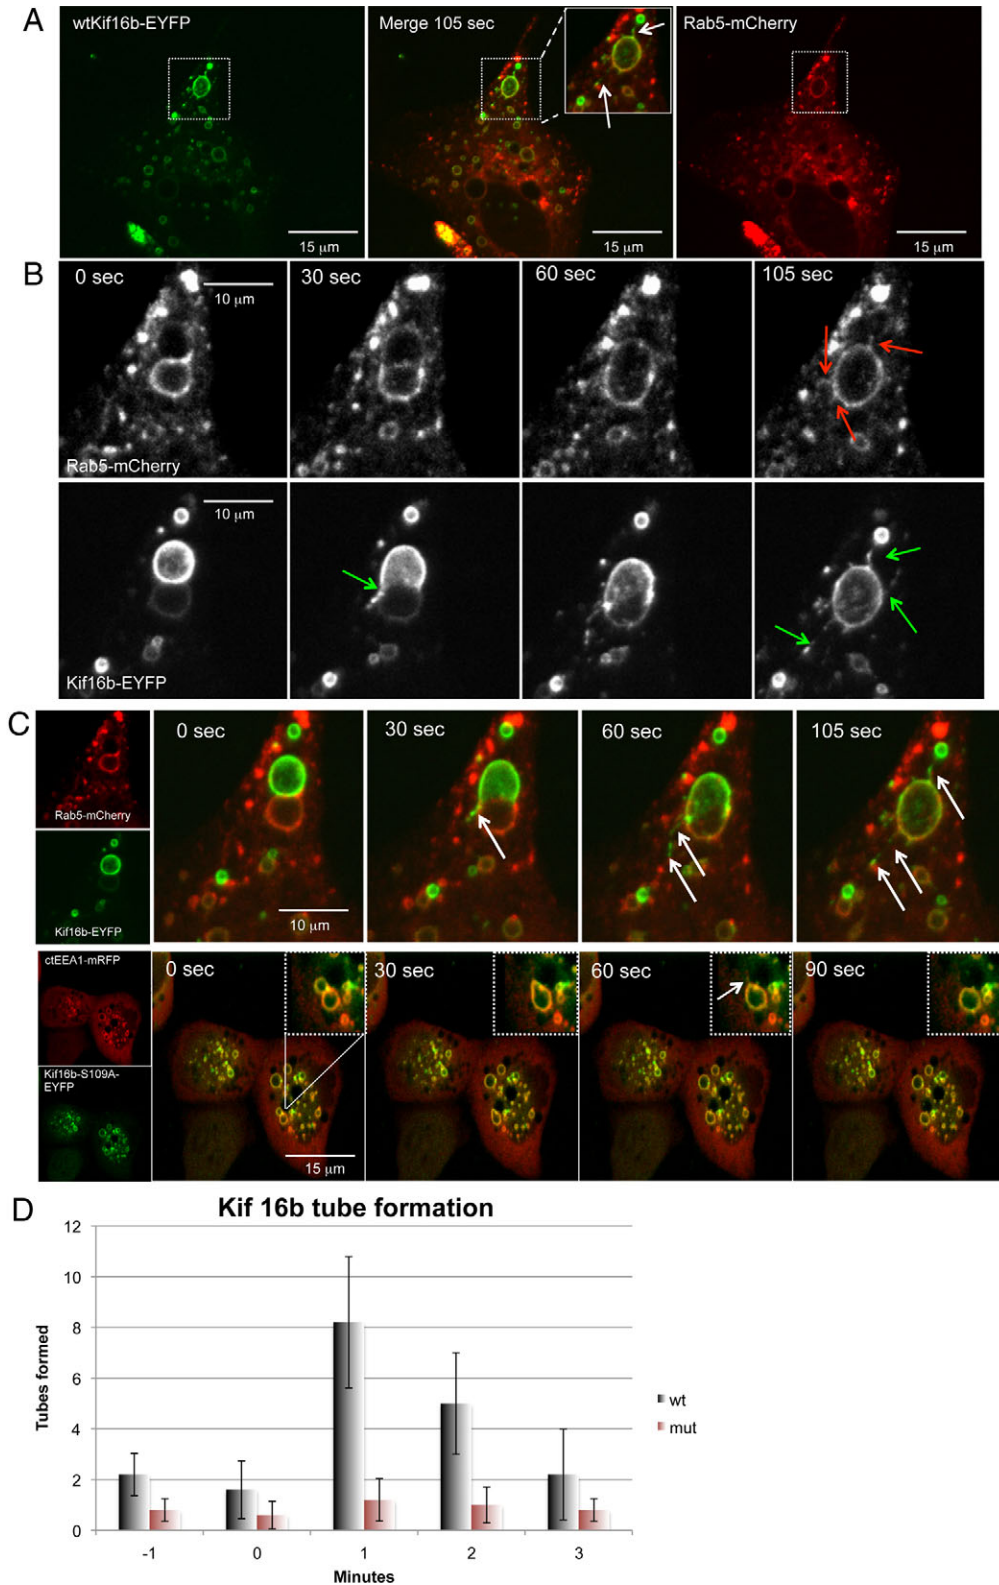 A
wtKif16b-EYFP
Merge 105 sec
Rab5-mCherry
15 μm
15 μm
15 μm
B
0 sec
30 sec
60 sec
105 sec
10 μm
Rab5-mCherry
10 μm
Kif16b-EYFP
C
0 sec
30 sec
60 sec
105 sec
Rab5-mCherry
Kif16b-EYFP
10 μm
ctEEA1-mRFP
0 sec
30 sec
60 sec
90 sec
Kif16b-S109A-
EYFP
15 μm
D
Kif 16b tube formation
12
10
8
6
4
2
0
Tubes formed
wt
mut
-1
0
1
2
3
Minutes